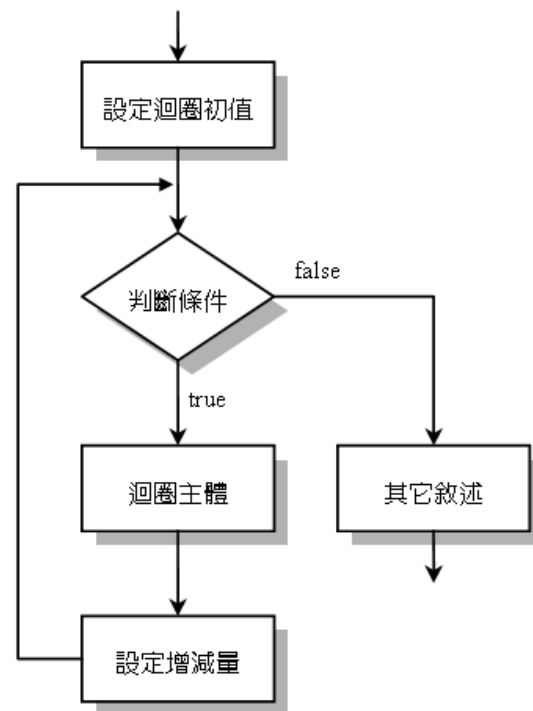 設定迴圈初值
判斷條件
false
true
迴圈主體
其它敘述
設定增減量